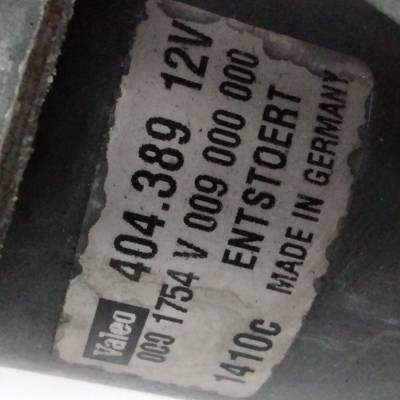 Valeo 404.389 12V
000 1754 V 009 000 000
ENTSTOERT
1410C MADE IN GERMANY